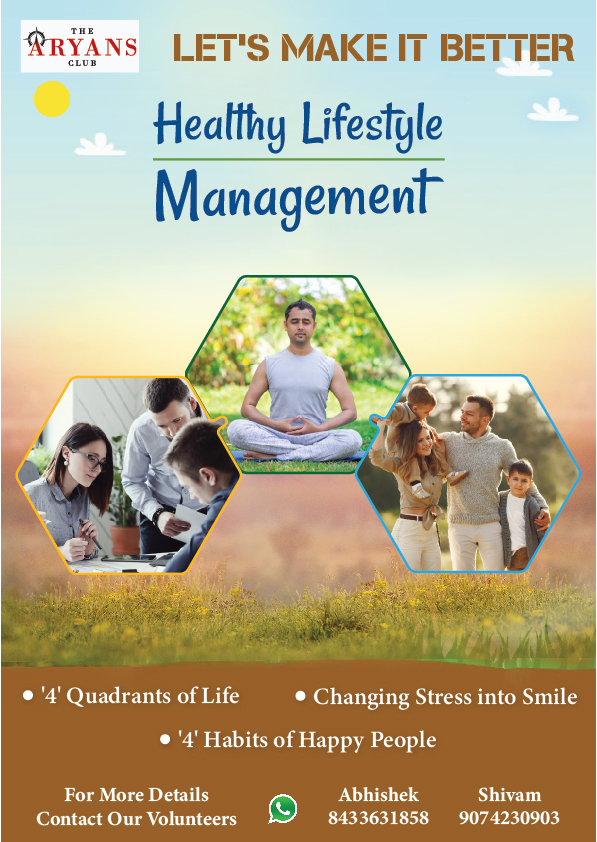 THE
ARYANS
CLUB
LET'S MAKE IT BETTER
Healthy Lifestyle
Management
• '4' Quadrants of Life
• Changing Stress into Smile
• '4' Habits of Happy People
For More Details
Contact Our Volunteers
Abhishek
8433631858
Shivam
9074230903